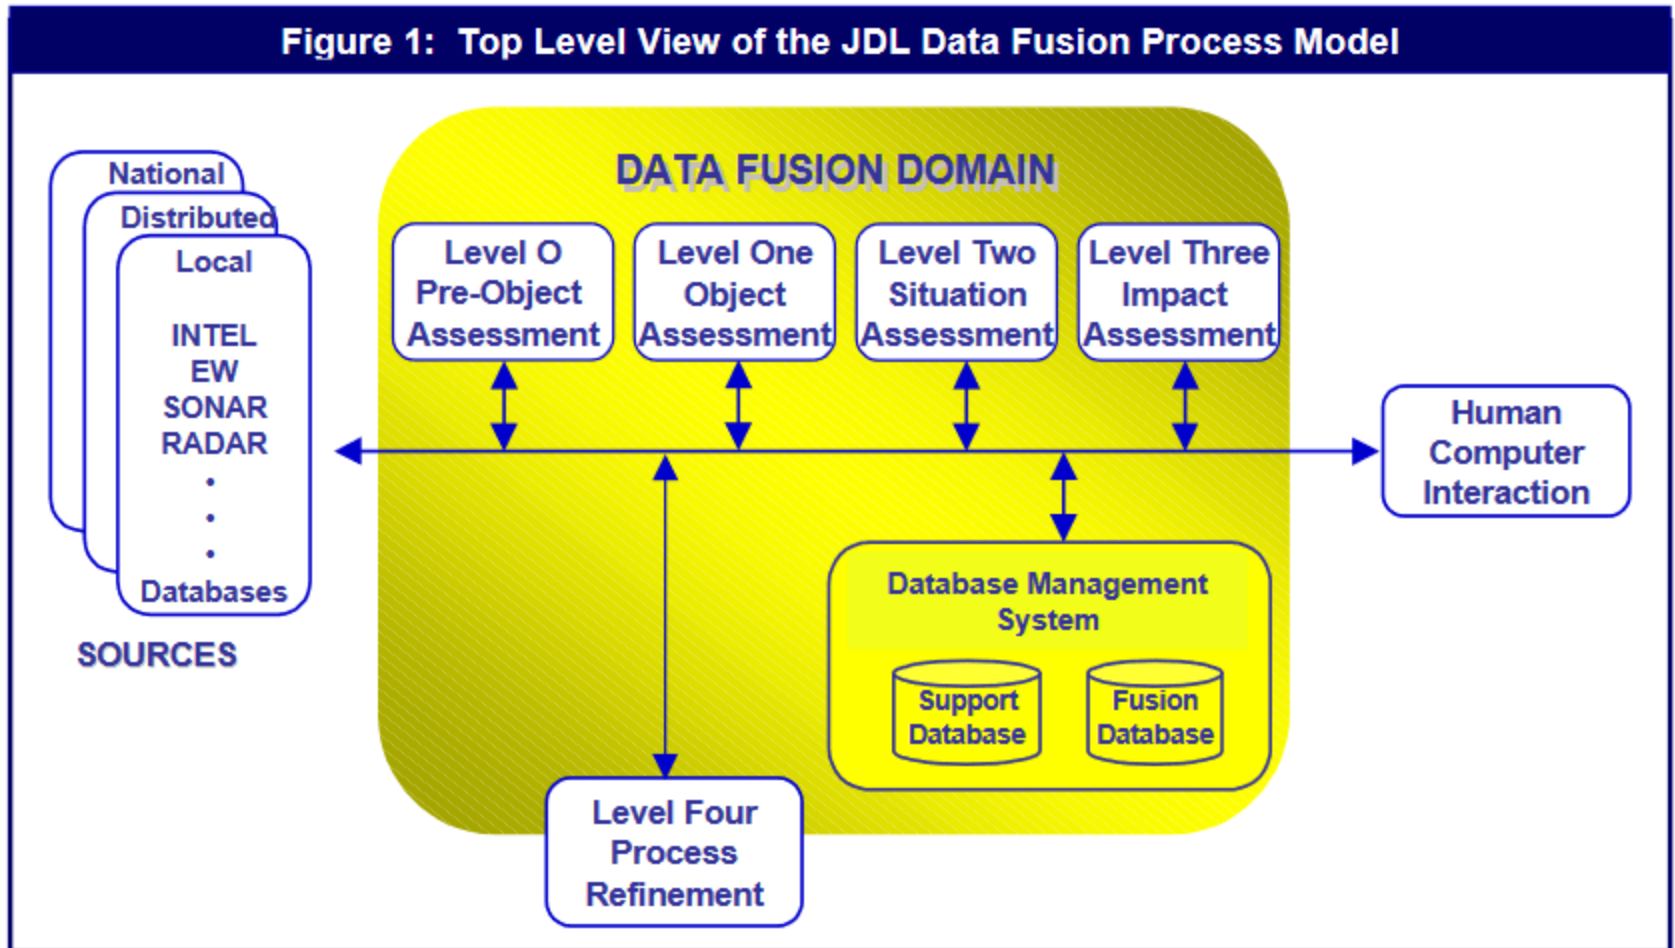 Figure 1: Top Level View of the JDL Data Fusion Process Model
National
Distributed
Local
INTEL
EW
SONAR
RADAR
•
•
•
Databases
SOURCES
DATA FUSION DOMAIN
Level O
Pre-Object
Assessment
Level One
Object
Assessment
Level Two
Situation
Assessment
Level Three
Impact
Assessment
Human
Computer
Interaction
Database Management
System
Support
Database
Fusion
Database
Level Four
Process
Refinement